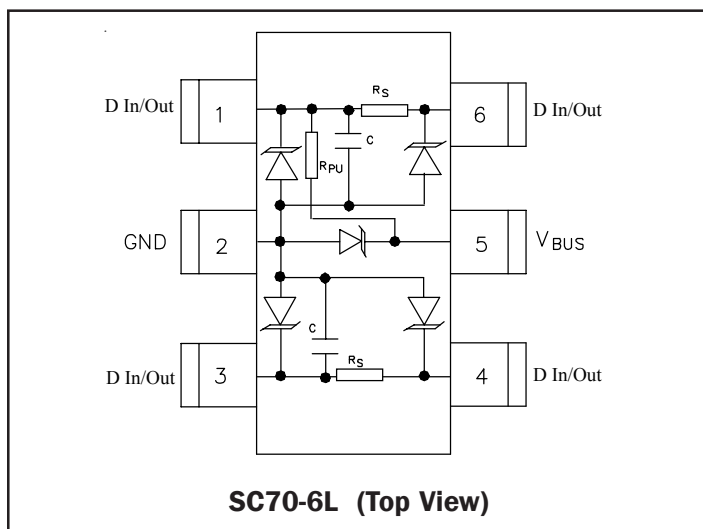 D In/Out 1 RS 6 D In/Out
C
RPU
GND 2 5 VBUS
C
RS
D In/Out 3 4 D In/Out
SC70-6L (Top View)